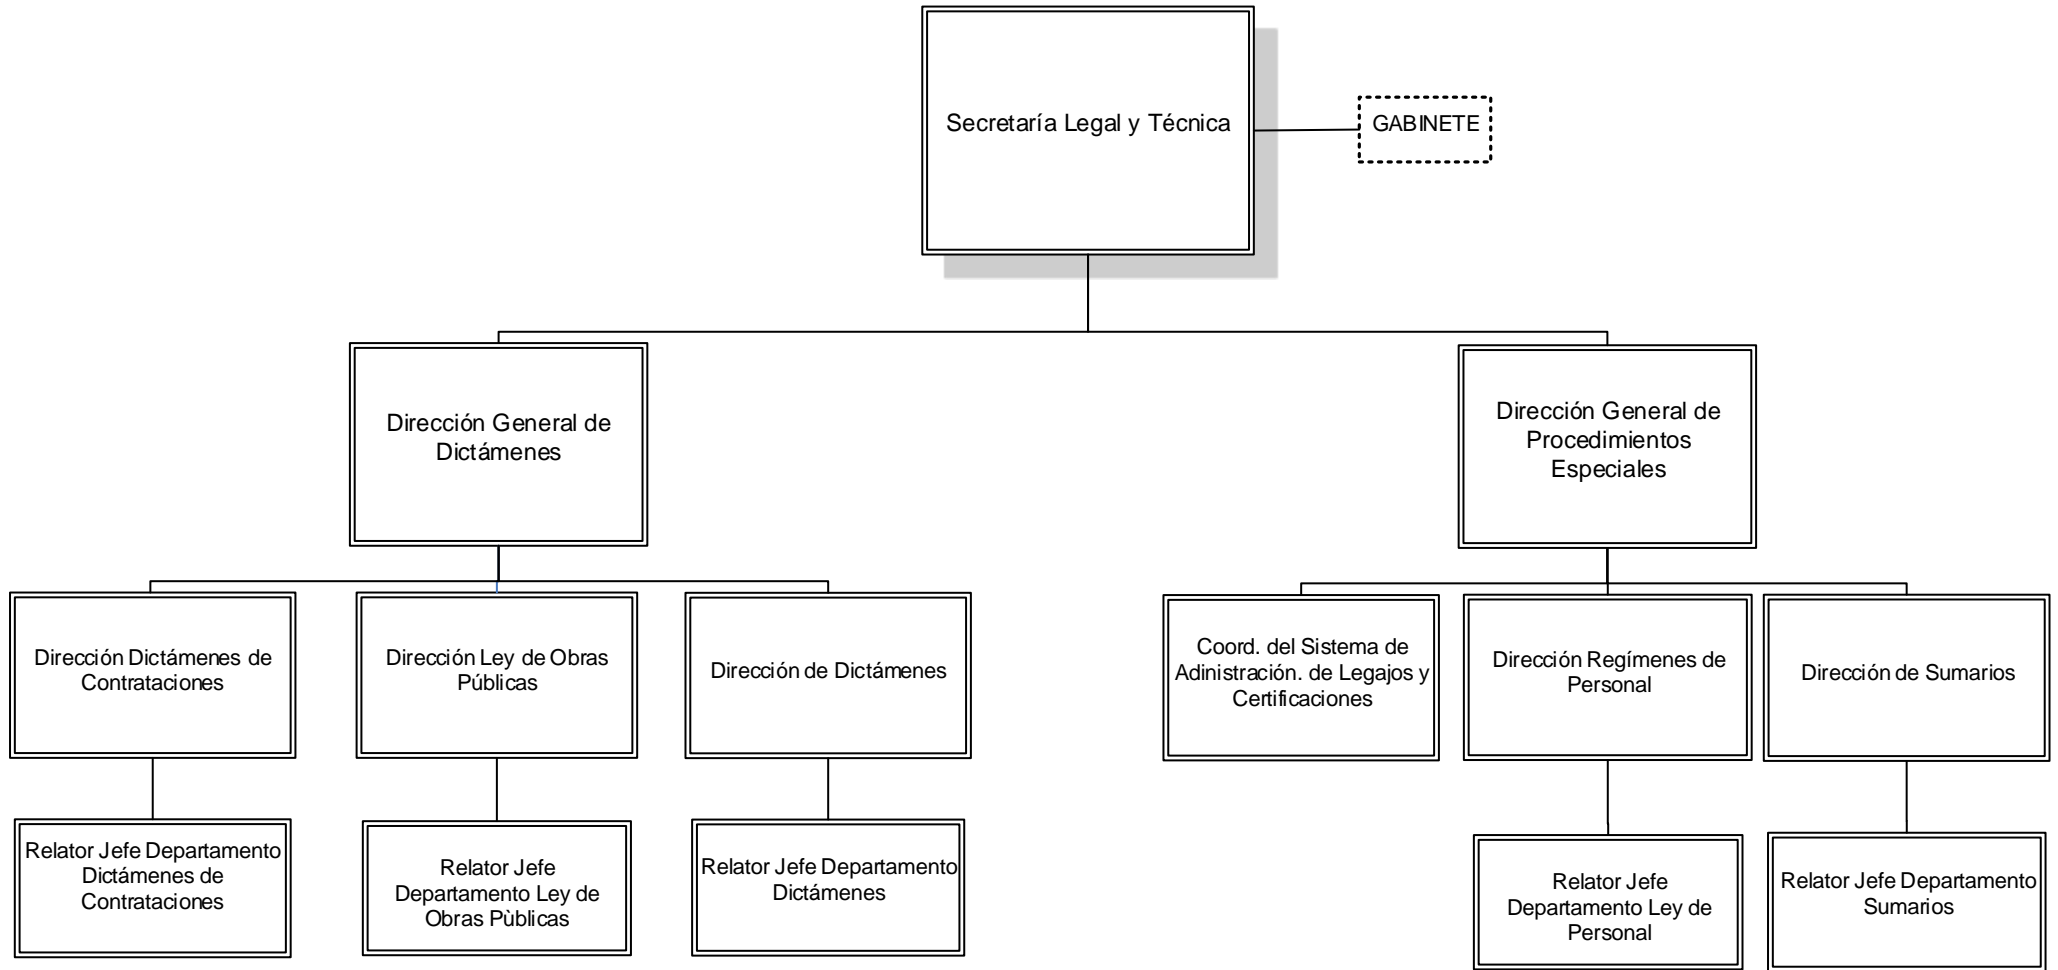 Secretaría Legal y Técnica
GABINETE
Dirección General de
Dictámenes
Dirección General de
Procedimientos
Especiales
Dirección Dictámenes de
Contrataciones
Dirección Ley de Obras
Públicas
Dirección de Dictámenes
Coord. del Sistema de
Adinistración. de Legajos y
Certificaciones
Dirección Regímenes de
Personal
Dirección de Sumarios
Relator Jefe Departamento
Dictámenes de
Contrataciones
Relator Jefe
Departamento Ley de
Obras Pùblicas
Relator Jefe Departamento
Dictámenes
Relator Jefe
Departamento Ley de
Personal
Relator Jefe Departamento
Sumarios